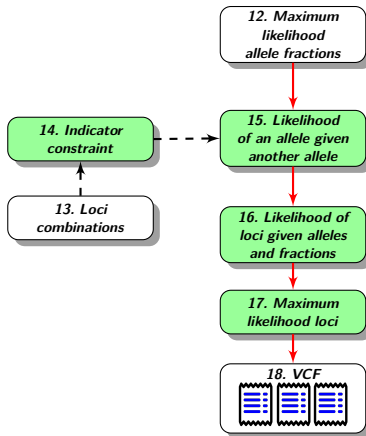 12. Maximum
likelihood
allele fractions
14. Indicator
constraint
15. Likelihood
of an allele given
another allele
13. Loci
combinations
16. Likelihood of
loci given alleles
and fractions
17. Maximum
likelihood loci
18. VCF